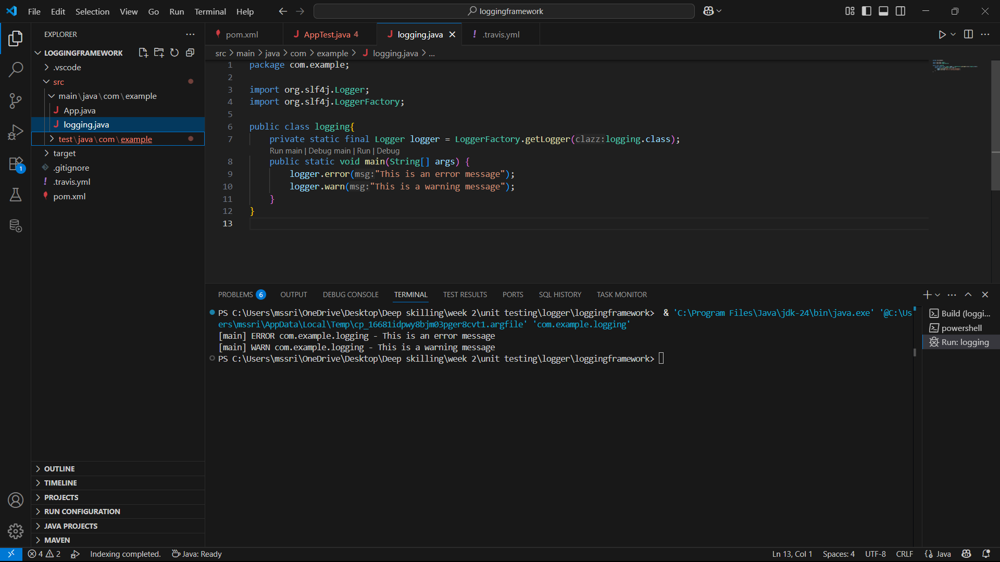 File Edit Selection View Go Run Terminal Help
loggingframework
EXPLORER
LOGGINGFRAMEWORK
.vscode
src
main\java\com\example
App.java
logging.java
test\java\com\example
target
.gitignore
.travis.yml
pom.xml
1
OUTLINE
TIMELINE
PROJECTS
RUN CONFIGURATION
JAVA PROJECTS
MAVEN
pom.xml
AppTest.java 4
logging.java
.travis.yml
src > main > java > com > example > logging.java > ...
1 package com.example;
2
3 import org.slf4j.Logger;
4 import org.slf4j.LoggerFactory;
5
6 public class logging{
7 private static final Logger logger = LoggerFactory.getLogger(clazz:logging.class);
Run main | Debug main | Run | Debug
8 public static void main(String[] args) {
9 logger.error(msg:"This is an error message");
10 logger.warn(msg:"This is a warning message");
11 }
12 }
13
PROBLEMS 6 OUTPUT DEBUG CONSOLE TERMINAL TEST RESULTS PORTS SQL HISTORY TASK MONITOR
PS C:\Users\mssri\OneDrive\Desktop\Deep skilling\week 2\unit testing\logger\loggingframework> & 'C:\Program Files\Java\jdk-24\bin\java.exe' '@C:\Us
ers\mssri\AppData\Local\Temp\cp_16681idpwy8bjm03pger8cvt1.argfile' 'com.example.logging'
[main] ERROR com.example.logging - This is an error message
[main] WARN com.example.logging - This is a warning message
PS C:\Users\mssri\OneDrive\Desktop\Deep skilling\week 2\unit testing\logger\loggingframework>
Build (loggi...
powershell
Run: logging
4 2 Indexing completed. Java: Ready
Ln 13, Col 1 Spaces: 4 UTF-8 CRLF {} Java